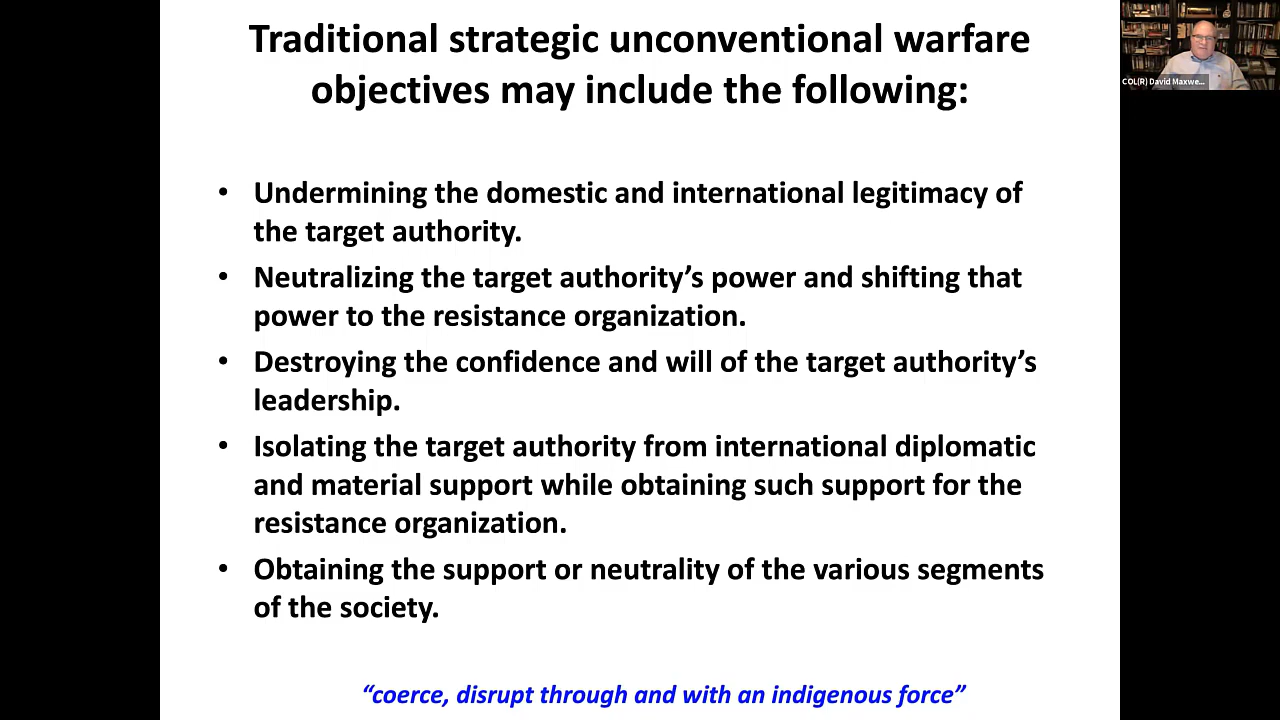 Traditional strategic unconventional warfare
objectives may include the following:
COL(R) David Maxwe...
• Undermining the domestic and international legitimacy of
the target authority.
• Neutralizing the target authority’s power and shifting that
power to the resistance organization.
• Destroying the confidence and will of the target authority’s
leadership.
• Isolating the target authority from international diplomatic
and material support while obtaining such support for the
resistance organization.
• Obtaining the support or neutrality of the various segments
of the society.
“coerce, disrupt through and with an indigenous force”